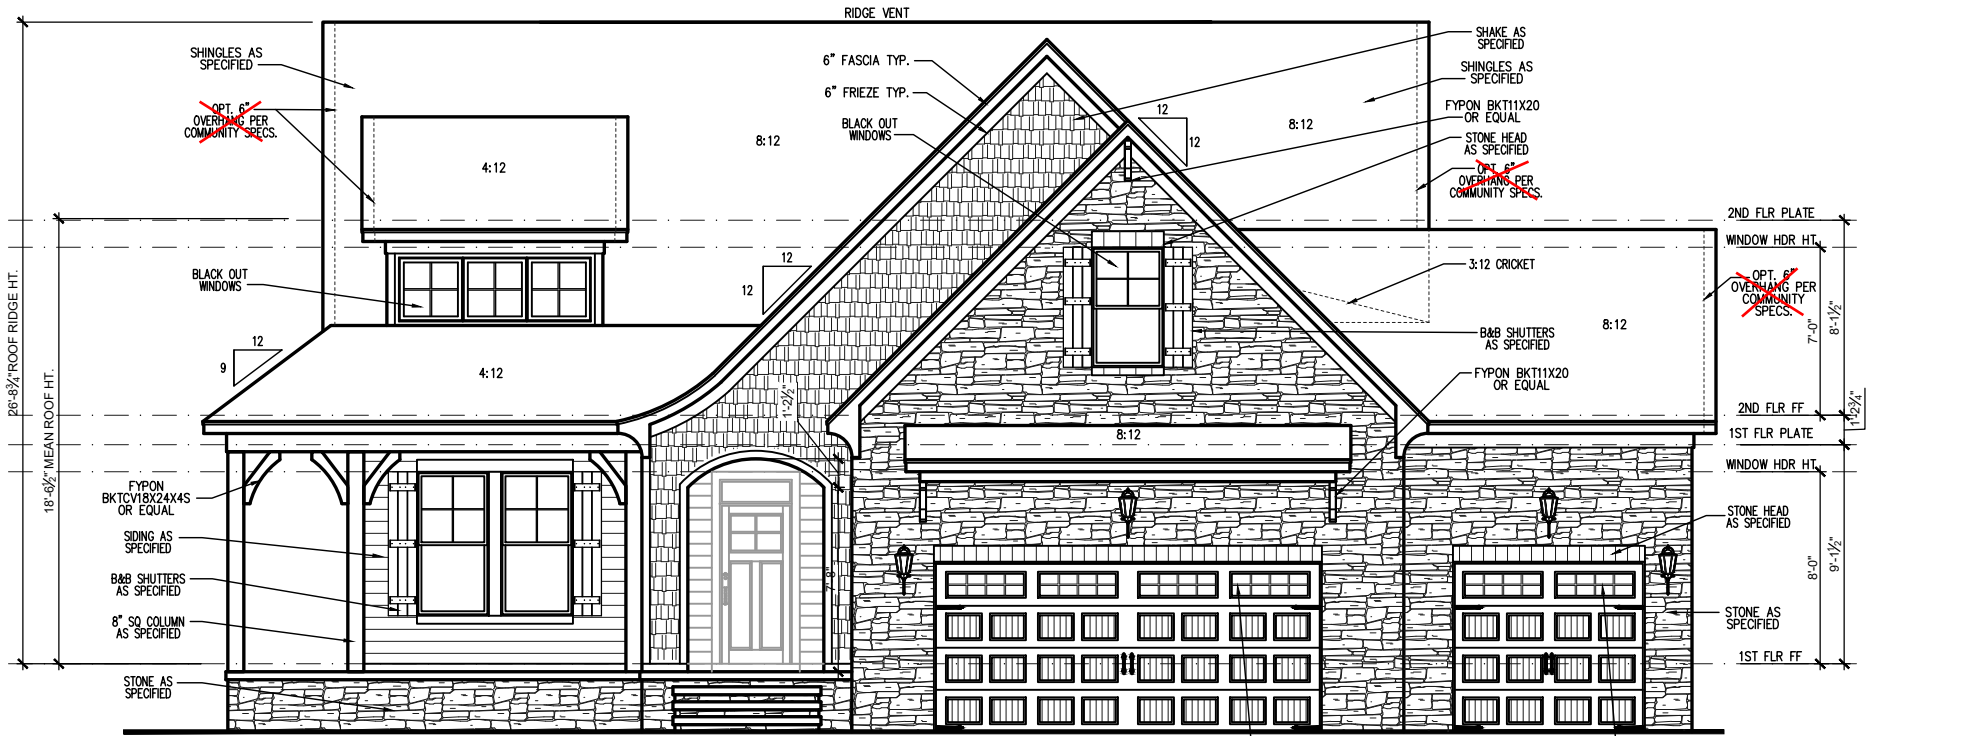 RIDGE VENT
SHINGLES AS
SPECIFIED
OPT. 6"
OVERHANG PER
COMMUNITY SPECS.
4:12
8:12
6" FASCIA TYP.
6" FRIEZE TYP.
BLACK OUT
WINDOWS
12
12
8:12
SHAKE AS
SPECIFIED
SHINGLES AS
SPECIFIED
FYPON BKT11X20
OR EQUAL
STONE HEAD
AS SPECIFIED
OPT. 6"
OVERHANG PER
COMMUNITY SPECS.
2ND FLR PLATE
WINDOW HDR HT.
3:12 CRICKET
OPT. 6"
OVERHANG PER
COMMUNITY
SPECS.
8:12
7'-0"
8'-1½"
B&B SHUTTERS
AS SPECIFIED
FYPON BKT11X20
OR EQUAL
BLACK OUT
WINDOWS
12
12
12
9
4:12
26'-8¾" ROOF RIDGE HT.
18'-6½" MEAN ROOF HT.
1'-2½"
8:12
2ND FLR FF
1'-2¾"
1ST FLR PLATE
WINDOW HDR HT.
FYPON
BKTCV18X24X4S
OR EQUAL
SIDING AS
SPECIFIED
B&B SHUTTERS
AS SPECIFIED
8" SQ COLUMN
AS SPECIFIED
STONE AS
SPECIFIED
STONE HEAD
AS SPECIFIED
8'-0"
9'-1½"
STONE AS
SPECIFIED
1ST FLR FF